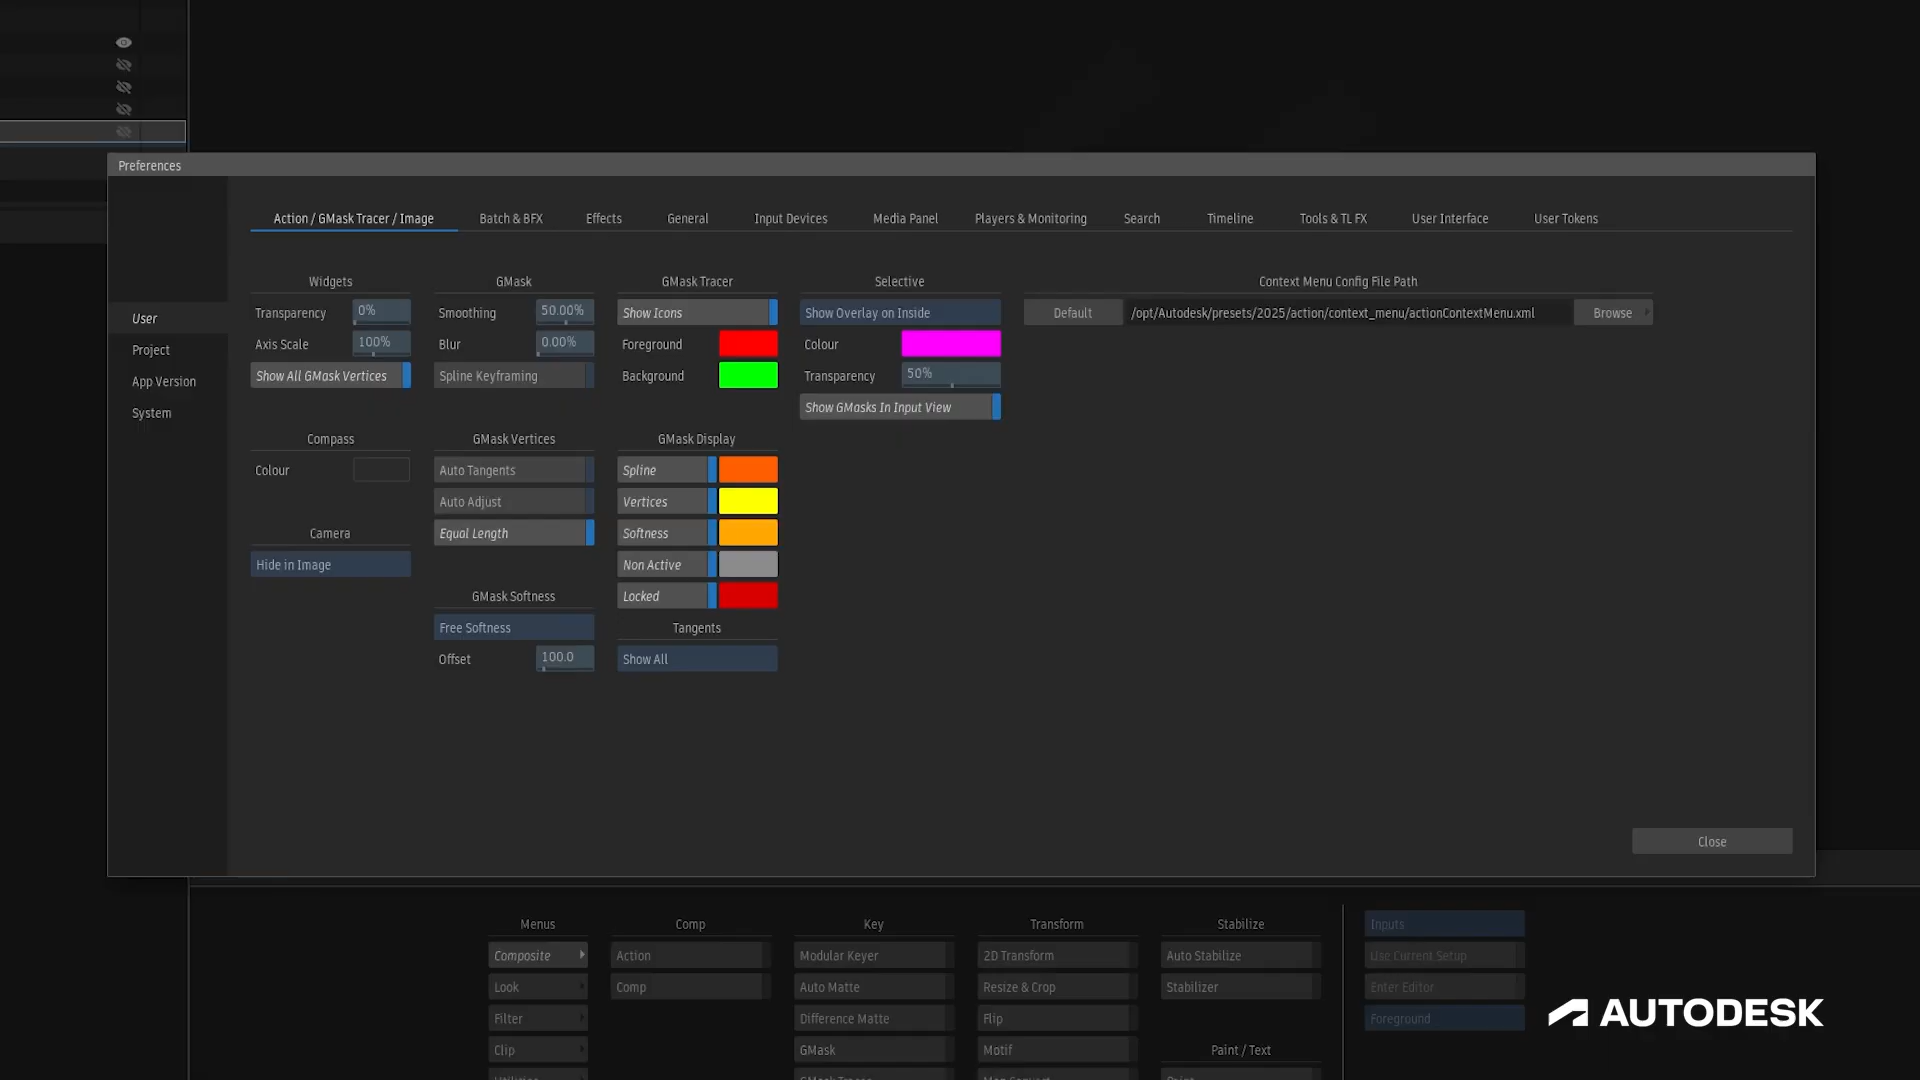 Preferences
Action / GMask Tracer / Image
Batch & BFX
Effects
General
Input Devices
Media Panel
Players & Monitoring
Search
Timeline
Tools & TL FX
User Interface
User Tokens
User
Project
App Version
System
Widgets
Transparency 0%
Axis Scale 100%
Show All GMask Vertices
Compass
Colour
Camera
Hide in Image
GMask
Smoothing 50.00%
Blur 0.00%
Spline Keyframing
GMask Vertices
Auto Tangents
Auto Adjust
Equal Length
GMask Softness
Free Softness
Offset 100.0
GMask Tracer
Show Icons
Foreground
Background
GMask Display
Spline
Vertices
Softness
Non Active
Locked
Tangents
Show All
Selective
Show Overlay on Inside
Colour
Transparency 50%
Show GMasks In Input View
Context Menu Config File Path
Default /opt/Autodesk/presets/2025/action/context_menu/actionContextMenu.xml Browse
Close
Menus
Composite
Look
Filter
Clip
Comp
Action
Comp
Key
Modular Keyer
Auto Matte
Difference Matte
GMask
GMask Tracer
Transform
2D Transform
Resize & Crop
Flip
Motif
Stabilize
Auto Stabilize
Stabilizer
Paint / Text
Inputs
Use Current Setup
Enter Editor
Foreground
AUTODESK